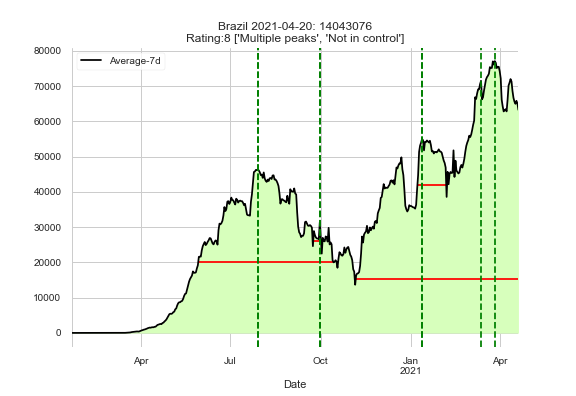 Brazil 2021-04-20: 14043076
Rating:8 ['Multiple peaks', 'Not in control']
Average-7d
80000
70000
60000
50000
40000
30000
20000
10000
0
Apr
Jul
Oct
Jan
2021
Apr
Date